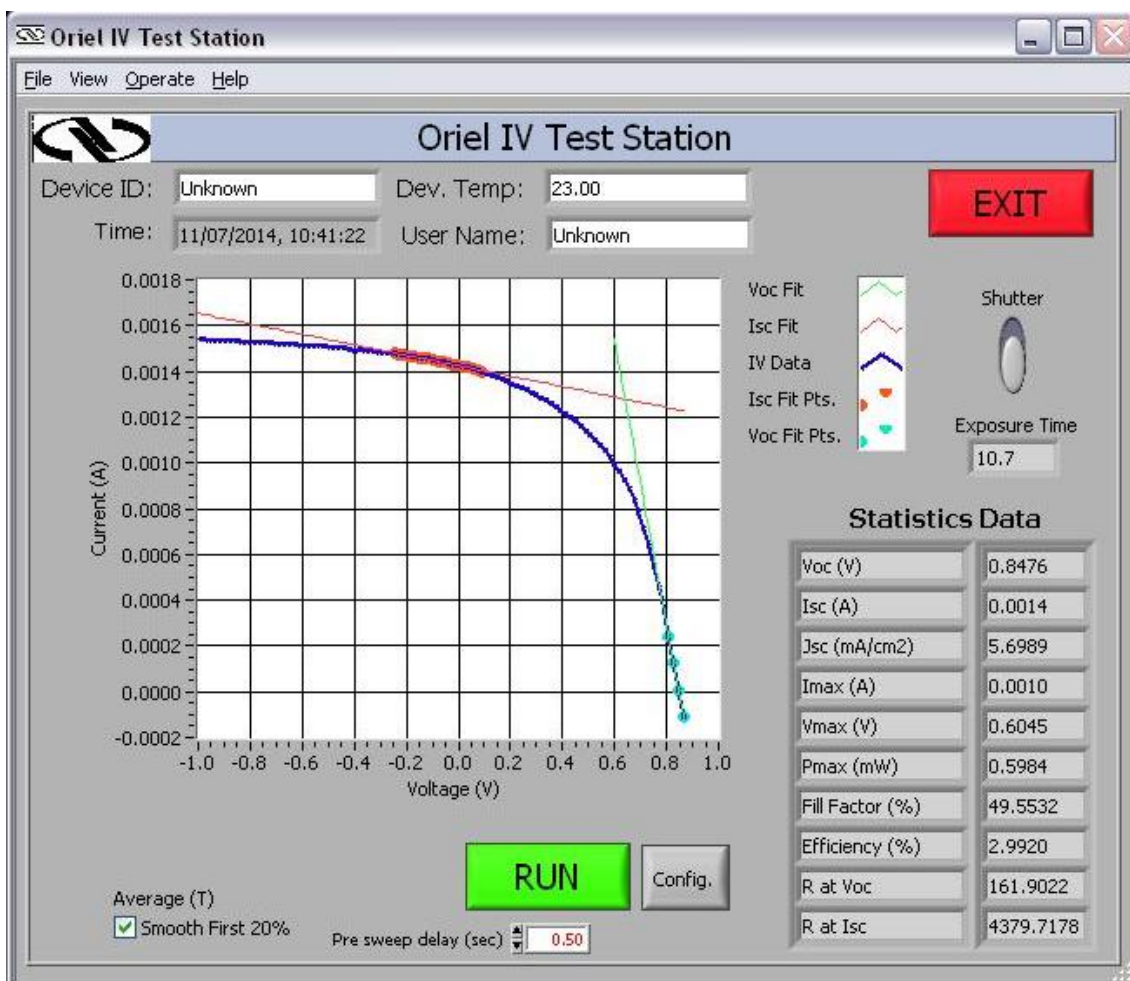 Oriel IV Test Station
File View Operate Help
Oriel IV Test Station
Device ID: Unknown Dev. Temp: 23.00 EXIT
Time: 11/07/2014, 10:41:22 User Name: Unknown
0.0018
0.0016
0.0014
0.0012
0.0010
0.0008
0.0006
0.0004
0.0002
0.0000
-0.0002
Current (A)
-1.0 -0.8 -0.6 -0.4 -0.2 0.0 0.2 0.4 0.6 0.8 1.0
Voltage (V)
Voc Fit
Isc Fit
IV Data
Isc Fit Pts.
Voc Fit Pts.
Shutter
Exposure Time
10.7
Statistics Data
Voc (V) 0.8476
Isc (A) 0.0014
Jsc (mA/cm2) 5.6989
Imax (A) 0.0010
Vmax (V) 0.6045
Pmax (mW) 0.5984
Fill Factor (%) 49.5532
Efficiency (%) 2.9920
R at Voc 161.9022
R at Isc 4379.7178
RUN Config.
Average (T)
Smooth First 20%
Pre sweep delay (sec) 0.50